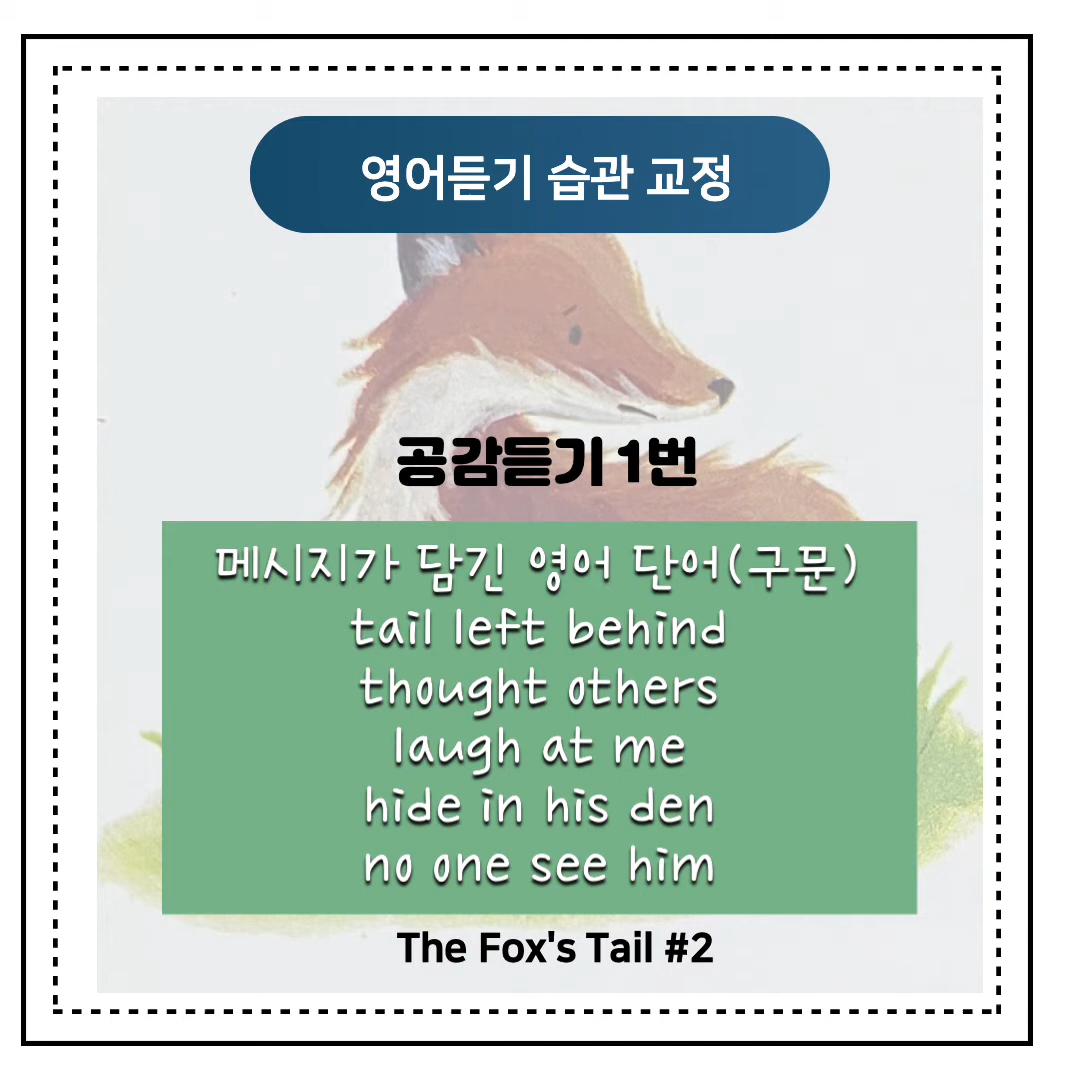 영어듣기 습관 교정
공감듣기 1번
메시지가 담긴 영어 단어(구문)
tail left behind
thought others
laugh at me
hide in his den
no one see him
The Fox's Tail #2